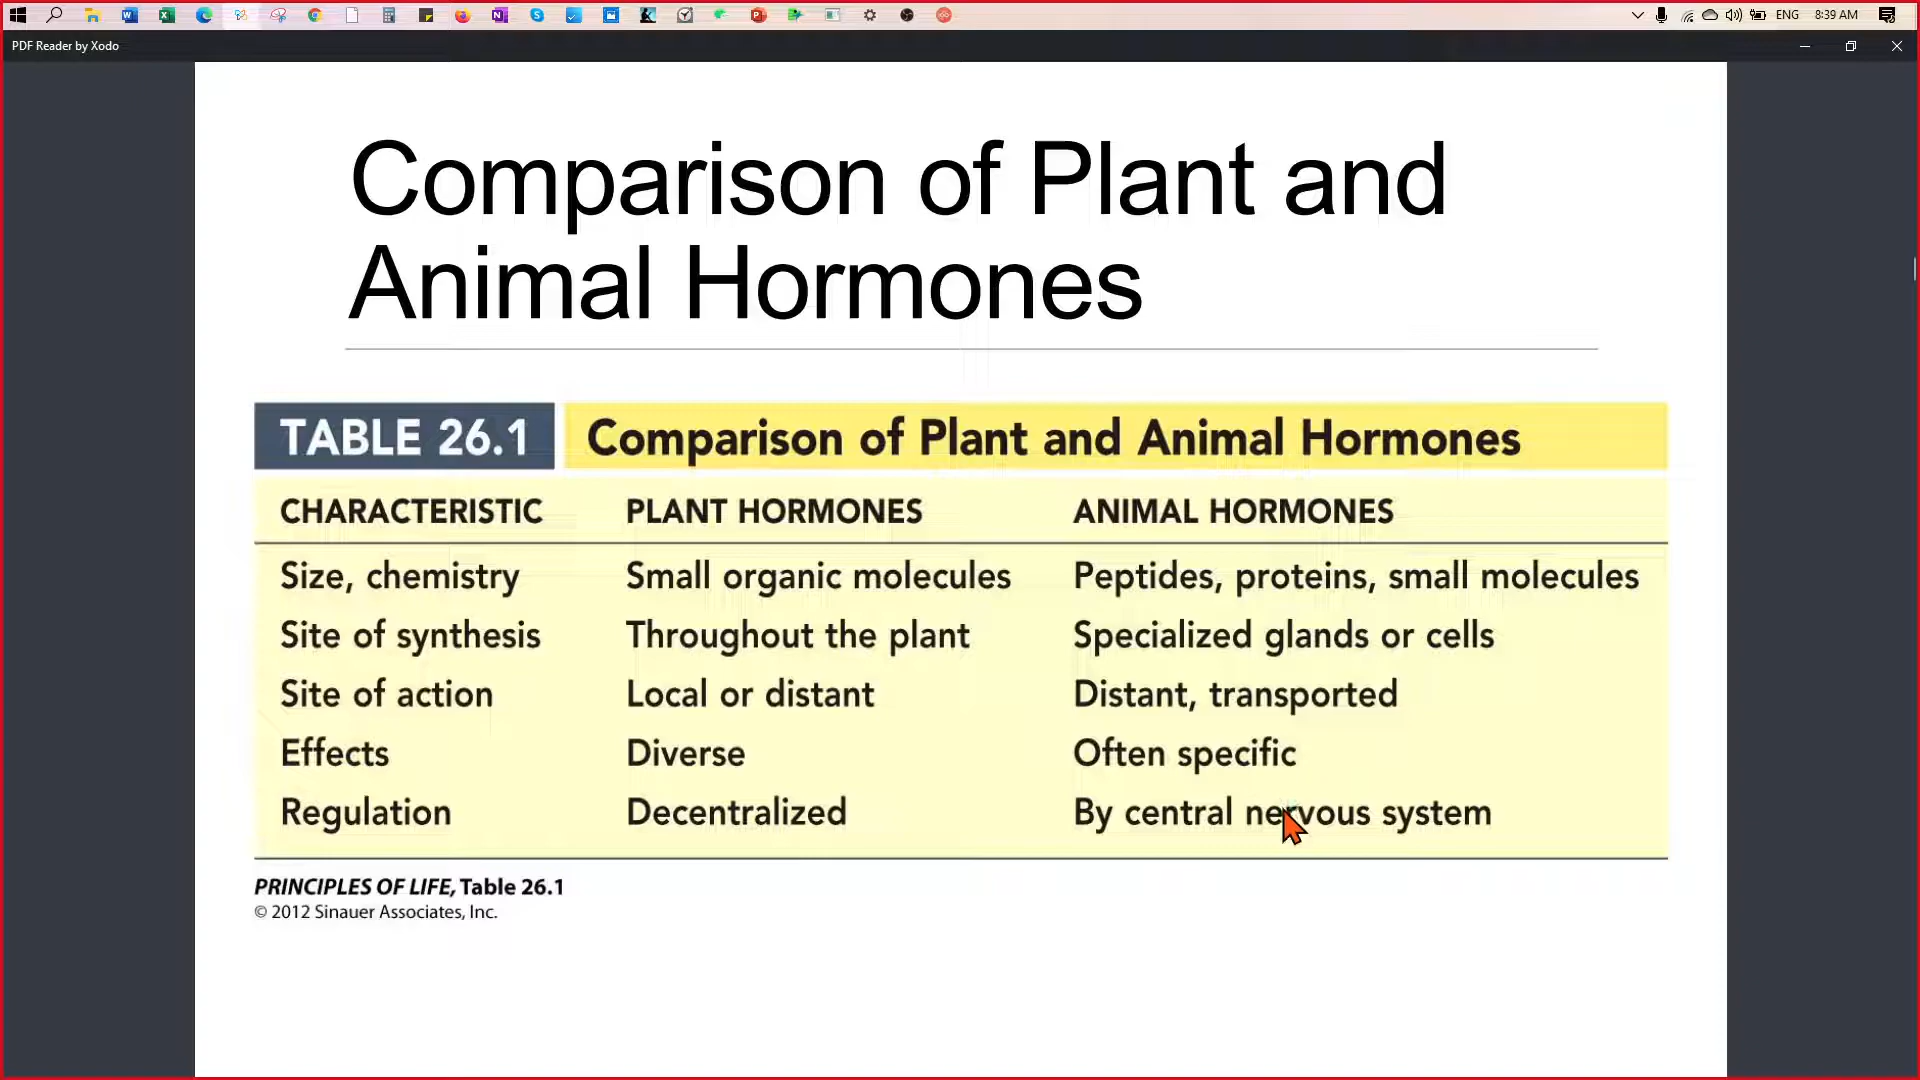 ENG 8:39 AM
PDF Reader by Xodo
Comparison of Plant and
Animal Hormones
TABLE 26.1 Comparison of Plant and Animal Hormones
CHARACTERISTIC PLANT HORMONES ANIMAL HORMONES
Size, chemistry Small organic molecules Peptides, proteins, small molecules
Site of synthesis Throughout the plant Specialized glands or cells
Site of action Local or distant Distant, transported
Effects Diverse Often specific
Regulation Decentralized By central nervous system
PRINCIPLES OF LIFE, Table 26.1
© 2012 Sinauer Associates, Inc.